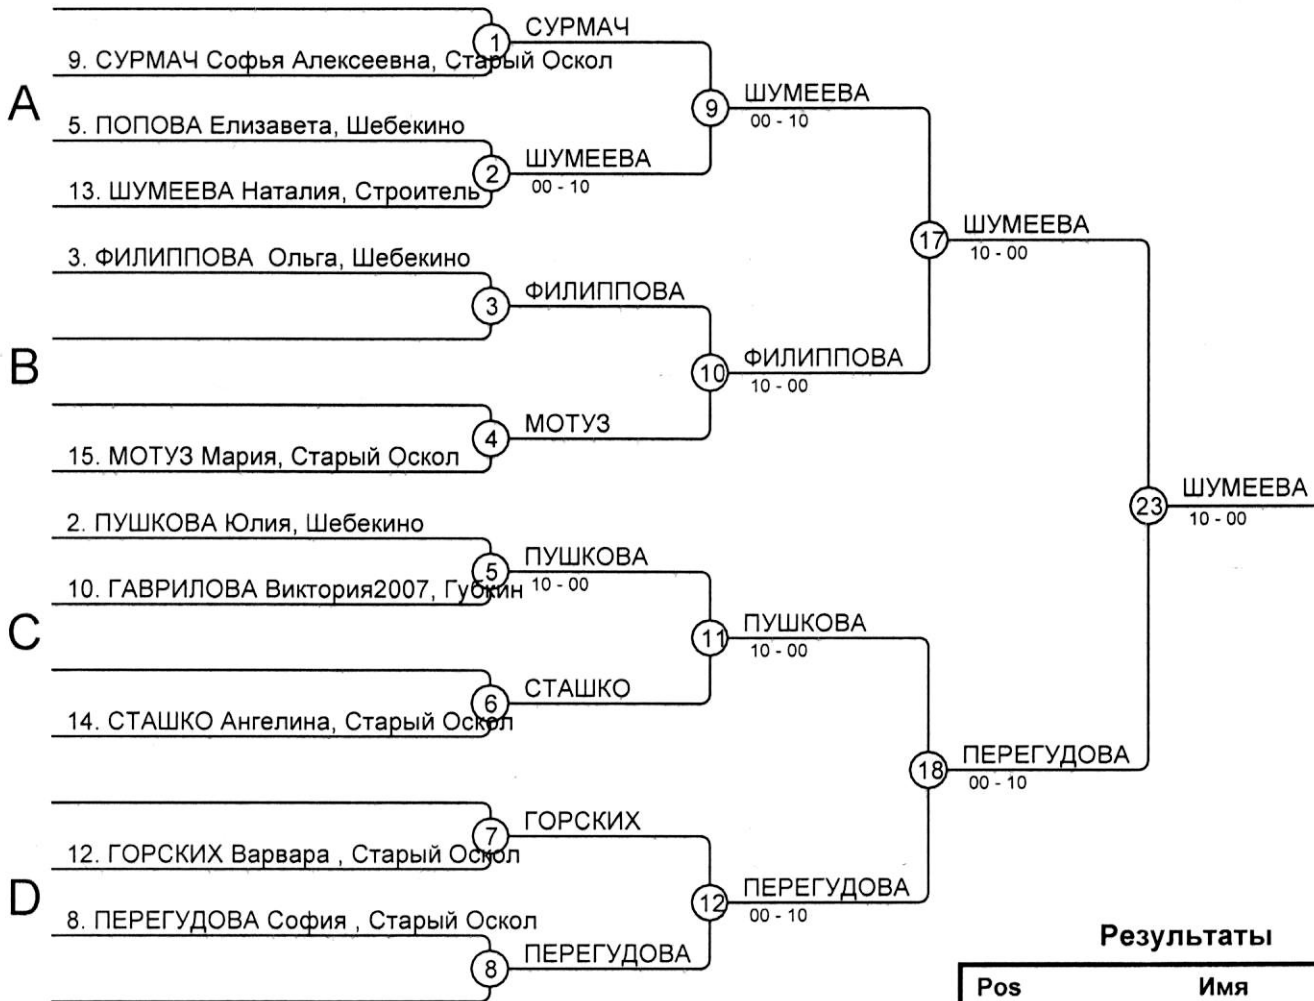 1
СУРМАЧ
9. СУРМАЧ Софья Алексеевна, Старый Оскол
A
9
ШУМЕЕВА
00 - 10
5. ПОПОВА Елизавета, Шебекино
2
ШУМЕЕВА
00 - 10
13. ШУМЕЕВА Наталия, Строитель
17
ШУМЕЕВА
10 - 00
3. ФИЛИППОВА Ольга, Шебекино
3
ФИЛИППОВА
B
10
ФИЛИППОВА
10 - 00
4
МОТУЗ
15. МОТУЗ Мария, Старый Оскол
23
ШУМЕЕВА
10 - 00
2. ПУШКОВА Юлия, Шебекино
5
ПУШКОВА
10 - 00
10. ГАВРИЛОВА Виктория2007, Губкин
C
11
ПУШКОВА
10 - 00
6
СТАШКО
14. СТАШКО Ангелина, Старый Оскол
18
ПЕРЕГУДОВА
00 - 10
7
ГОРСКИХ
12. ГОРСКИХ Варвара , Старый Оскол
D
12
ПЕРЕГУДОВА
00 - 10
8. ПЕРЕГУДОВА София , Старый Оскол
8
ПЕРЕГУДОВА
Результаты
Pos Имя